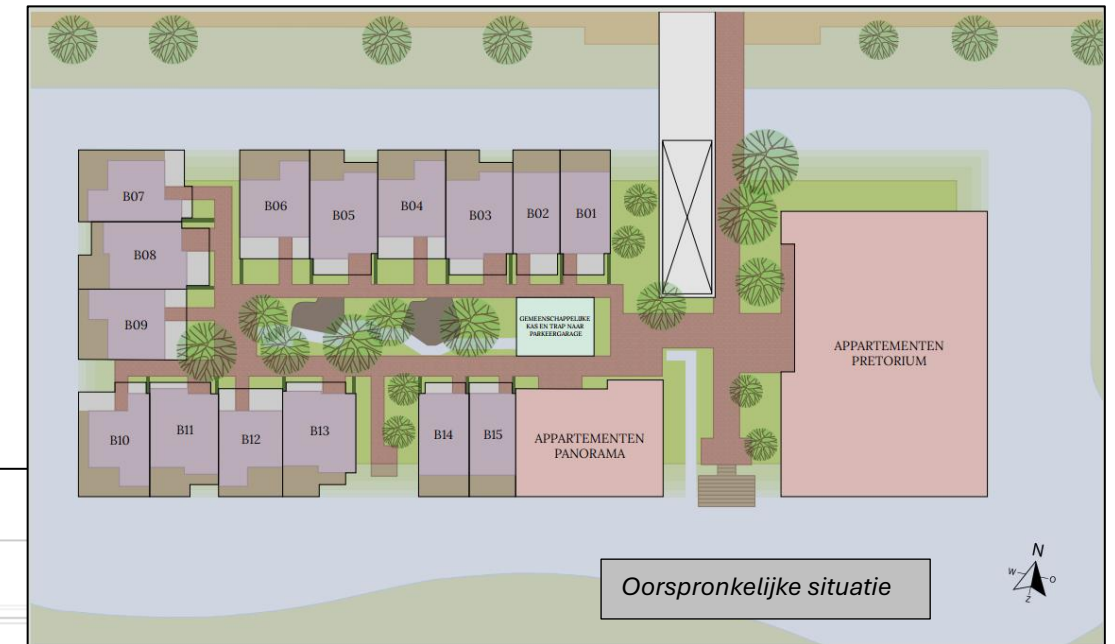 B07
B06
B05
B04
B03
B02
B01
B08
B09
GEMEENSCHAPPELIJKE
KAS EN TRAP NAAR
PARKEERGARAGE
APPARTEMENTEN
PRETORIUM
B10
B11
B12
B13
B14
B15
APPARTEMENTEN
PANORAMA
Oorspronkelijke situatie
N
W
O
Z